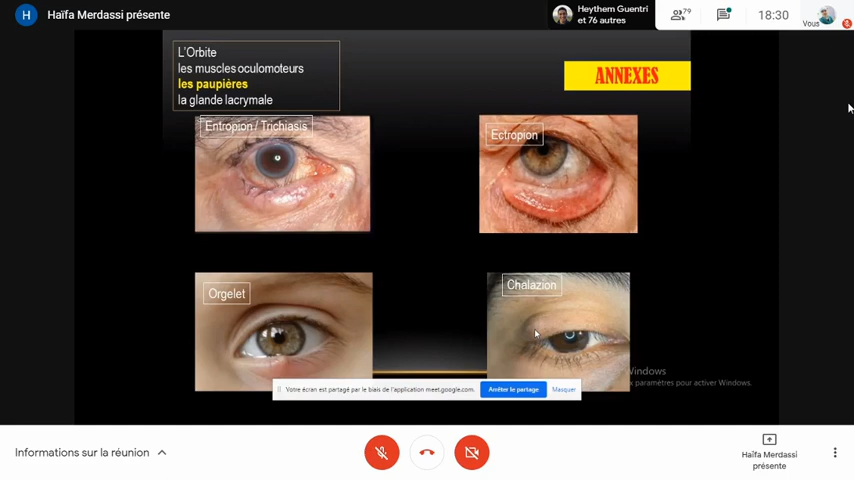 H
Haïfa Merdassi présente
Heythem Guentri
et 76 autres
79
18:30
Vous
L'Orbite
les muscles oculomoteurs
les paupières
la glande lacrymale
ANNEXES
Entropion / Trichiasis
Ectropion
Orgelet
Chalazion
Windows
x paramètres pour activer Windows.
Votre écran est partagé par le biais de l'application meet.google.com.
Arrêter le partage
Masquer
Informations sur la réunion
Haïfa Merdassi
présente